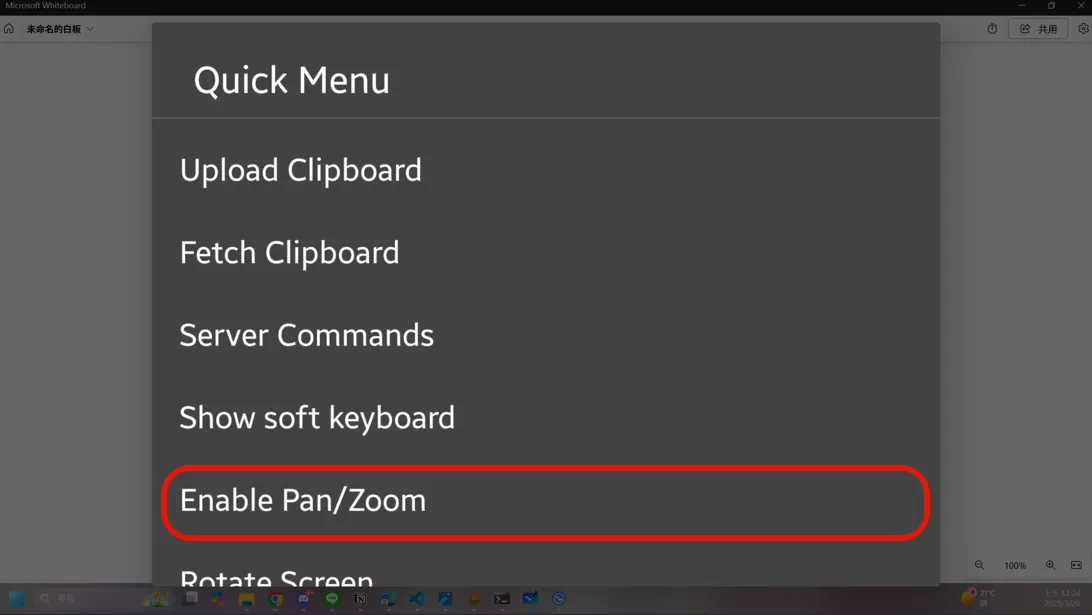 Microsoft Whiteboard
未命名的白板
共用
Quick Menu
Upload Clipboard
Fetch Clipboard
Server Commands
Show soft keyboard
Enable Pan/Zoom
Rotate Screen
100%
搜尋
21°C
晴
上午 11:24
2025/3/20